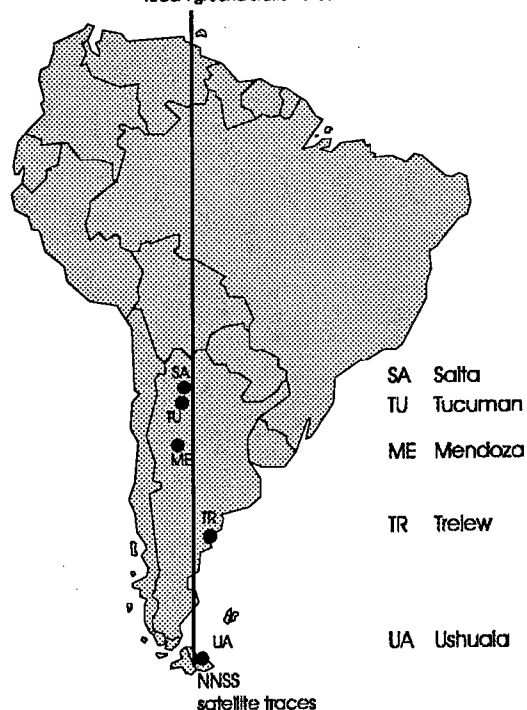 SA
TU
ME
TR
UA
NNSS
satellite traces
SA Salta
TU Tucuman
ME Mendoza
TR Trelew
UA Ushuaia